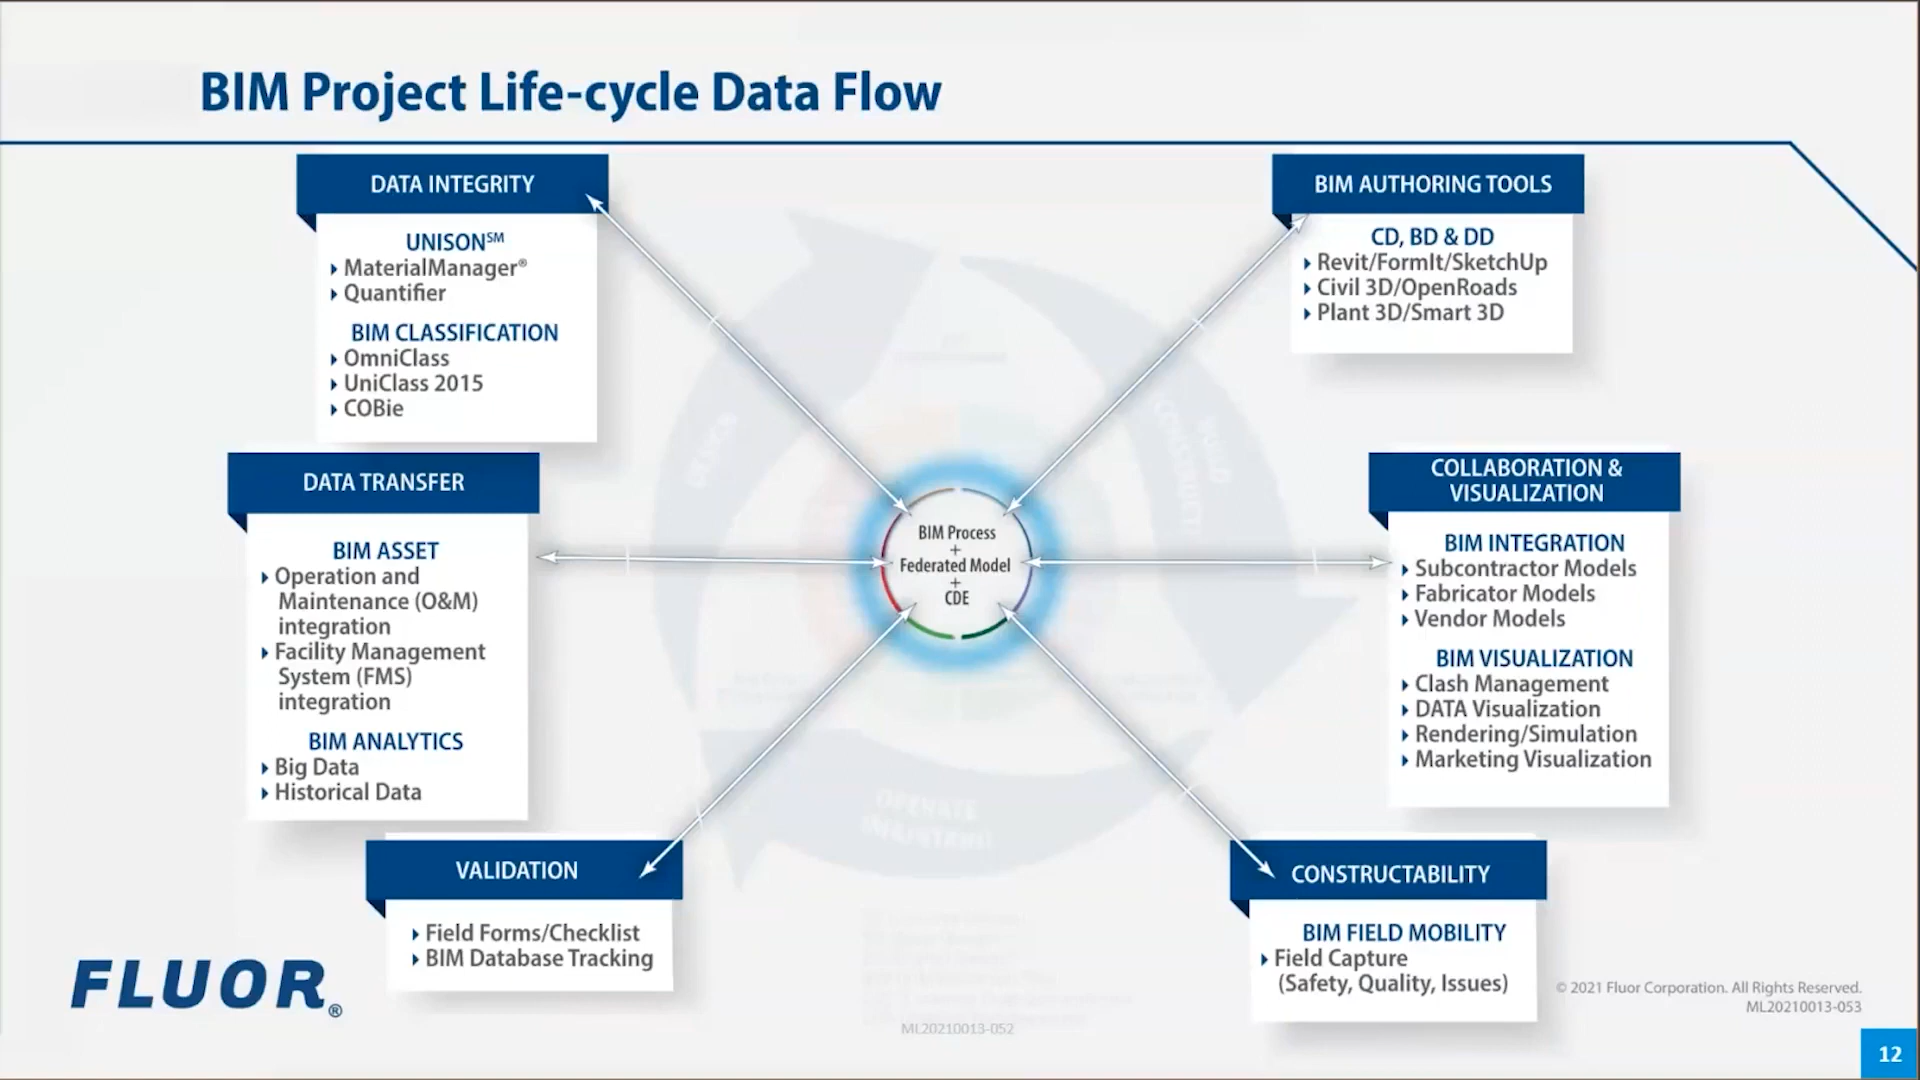 BIM Project Life-cycle Data Flow
DATA INTEGRITY
UNISON℠
MaterialManager®
Quantifier
BIM CLASSIFICATION
OmniClass
UniClass 2015
COBie
BIM AUTHORING TOOLS
CD, BD & DD
Revit/FormIt/SketchUp
Civil 3D/OpenRoads
Plant 3D/Smart 3D
DATA TRANSFER
BIM ASSET
Operation and
Maintenance (O&M)
integration
Facility Management
System (FMS)
integration
BIM ANALYTICS
Big Data
Historical Data
BIM Process
+
Federated Model
+
CDE
COLLABORATION &
VISUALIZATION
BIM INTEGRATION
Subcontractor Models
Fabricator Models
Vendor Models
BIM VISUALIZATION
Clash Management
DATA Visualization
Rendering/Simulation
Marketing Visualization
DESIGN
BUILD
CONSTRUCT
OPERATE
MAINTAIN
VALIDATION
Field Forms/Checklist
BIM Database Tracking
CONSTRUCTABILITY
BIM FIELD MOBILITY
Field Capture
(Safety, Quality, Issues)
FLUOR®
ML20210013-052
© 2021 Fluor Corporation. All Rights Reserved.
ML20210013-053
12